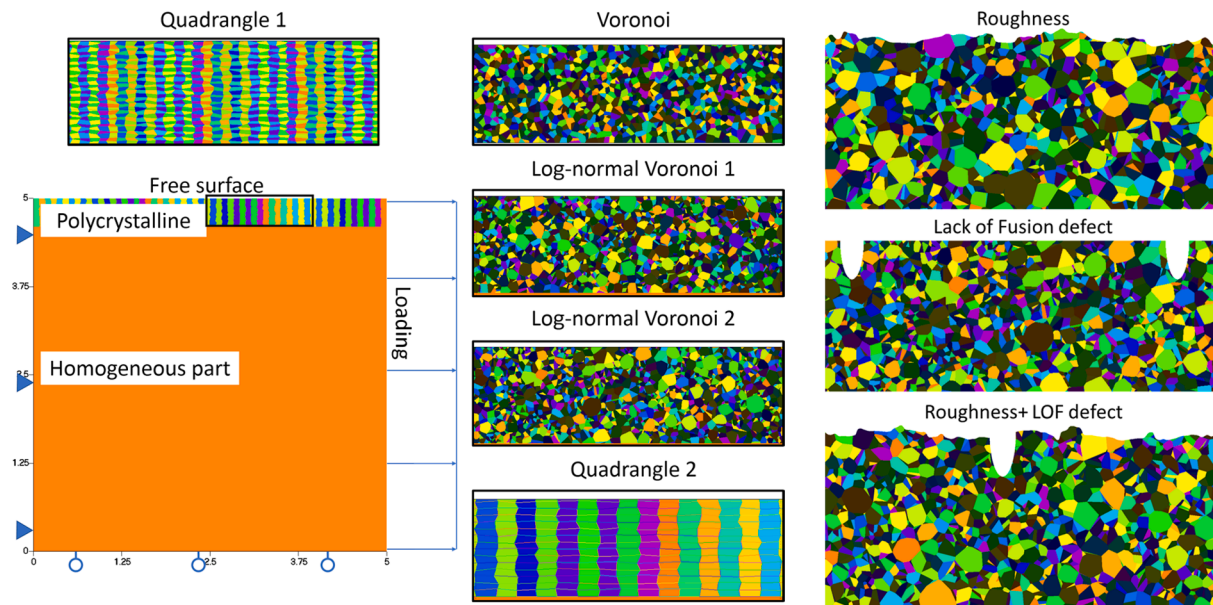 Quadrangle 1
Free surface
5
Polycrystalline
3.75
Homogeneous part
2.5
1.25
0
0
1.25
2.5
3.75
5
Loading
Voronoi
Log-normal Voronoi 1
Log-normal Voronoi 2
Quadrangle 2
Roughness
Lack of Fusion defect
Roughness+ LOF defect